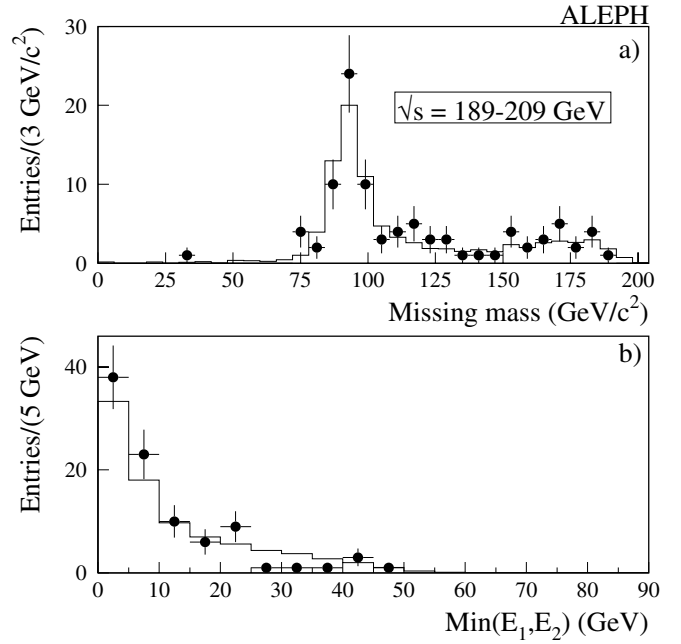 ALEPH
a)
√s = 189-209 GeV
Entries/(3 GeV/c²)
30
20
10
0
0 25 50 75 100 125 150 175 200
Missing mass (GeV/c²)
b)
Entries/(5 GeV)
40
20
0
0 10 20 30 40 50 60 70 80 90
Min(E_1,E_2) (GeV)